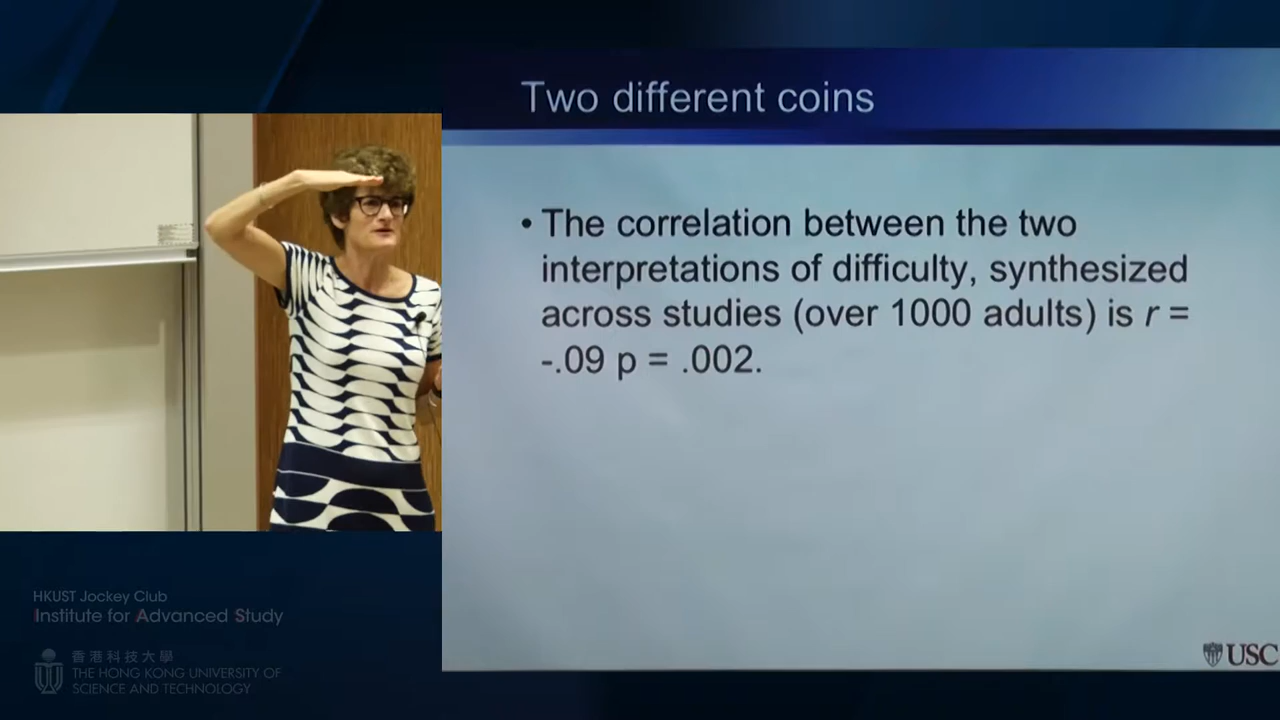 Two different coins
• The correlation between the two
interpretations of difficulty, synthesized
across studies (over 1000 adults) is r =
-.09 p = .002.
USC
HKUST Jockey Club
Institute for Advanced Study
香港科技大學
THE HONG KONG UNIVERSITY OF
SCIENCE AND TECHNOLOGY